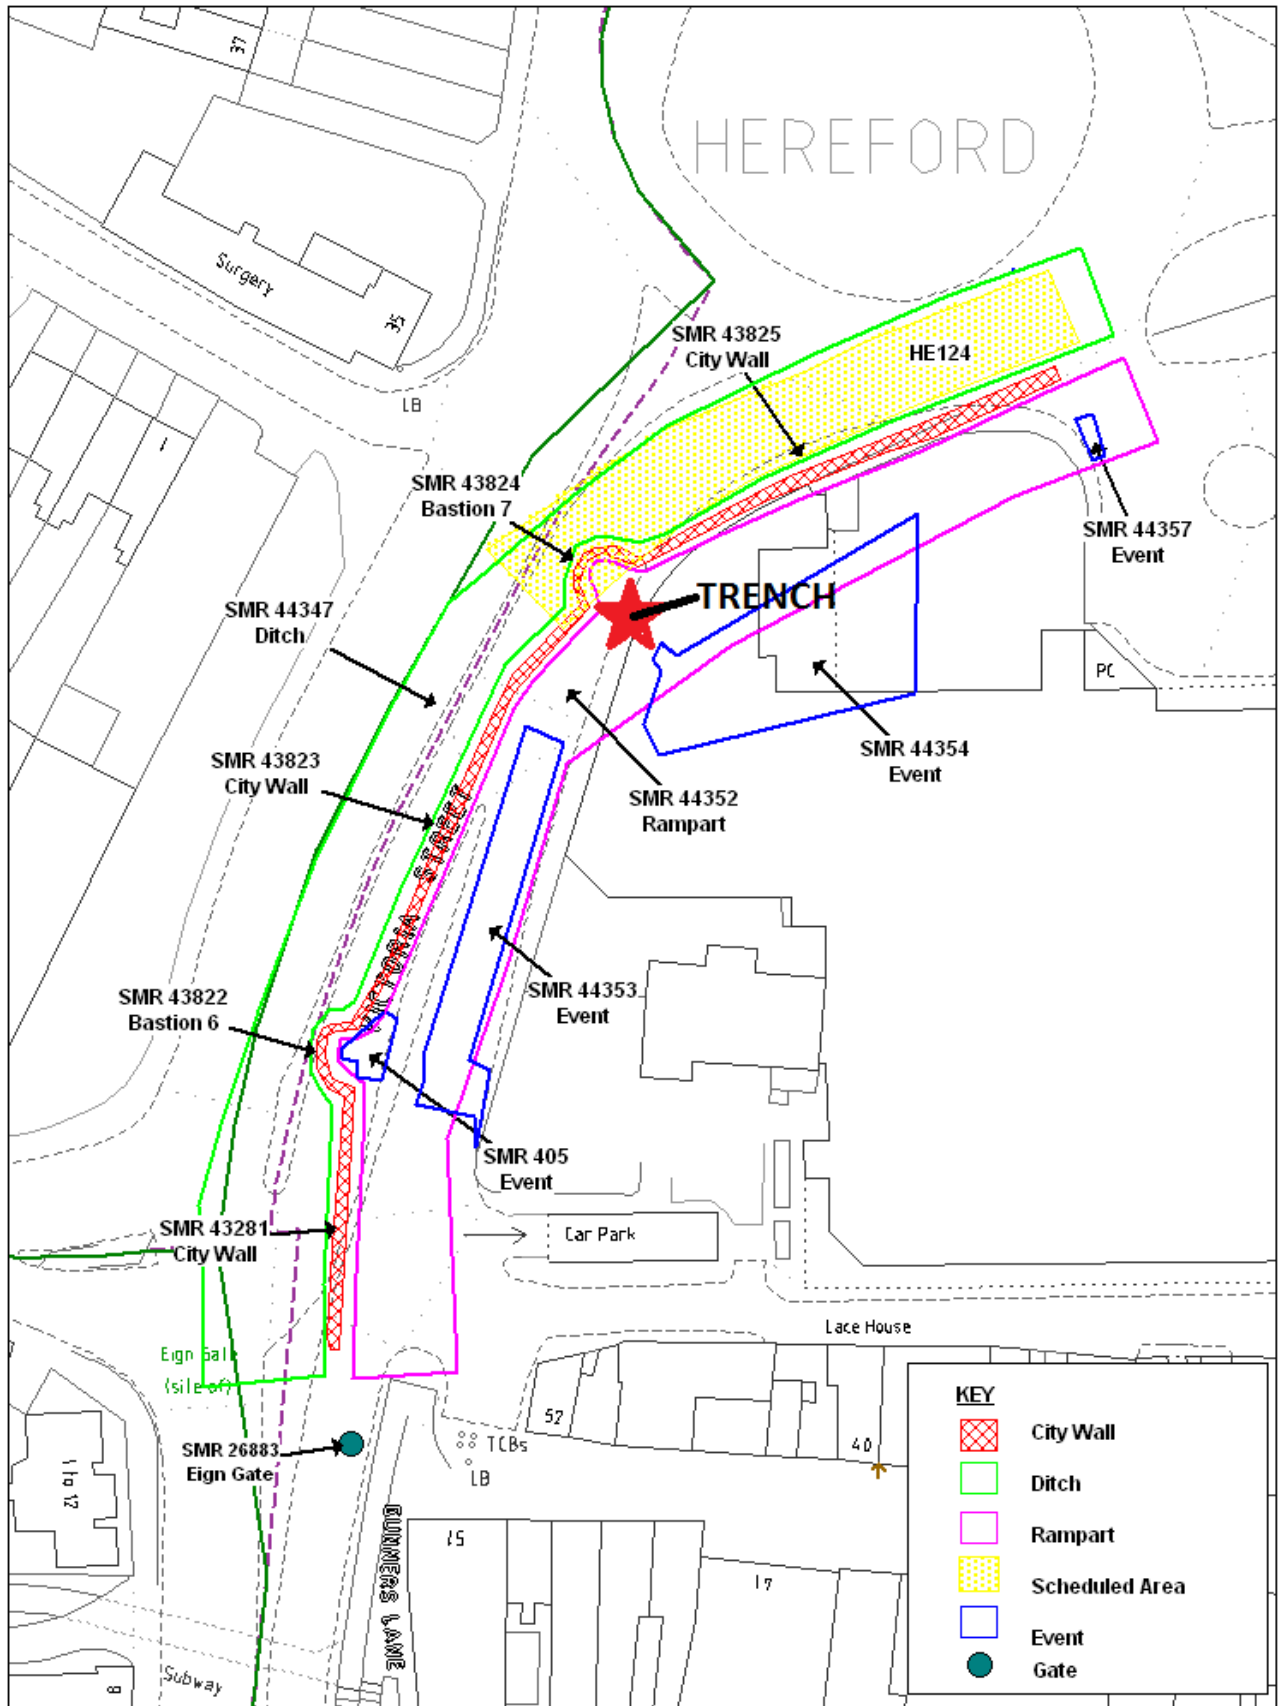 37
HEREFORD
Surgery
35
SMR 43825
City Wall
HE124
LB
1
SMR 43824
Bastion 7
SMR 44357
Event
TRENCH
SMR 44347
Ditch
PC
SMR 44354
Event
SMR 43823
City Wall
SMR 44352
Rampart
VICTORIA STREET
SMR 43822
Bastion 6
SMR 44353
Event
SMR 405
Event
SMR 43281
City Wall
Car Park
Lace House
Eign Gate
(site of)
52
40
SMR 26883
Eign Gate
TCBs
LB
1 to 12
GUNNERS LANE
15
17
Subway
9
KEY
City Wall
Ditch
Rampart
Scheduled Area
Event
Gate